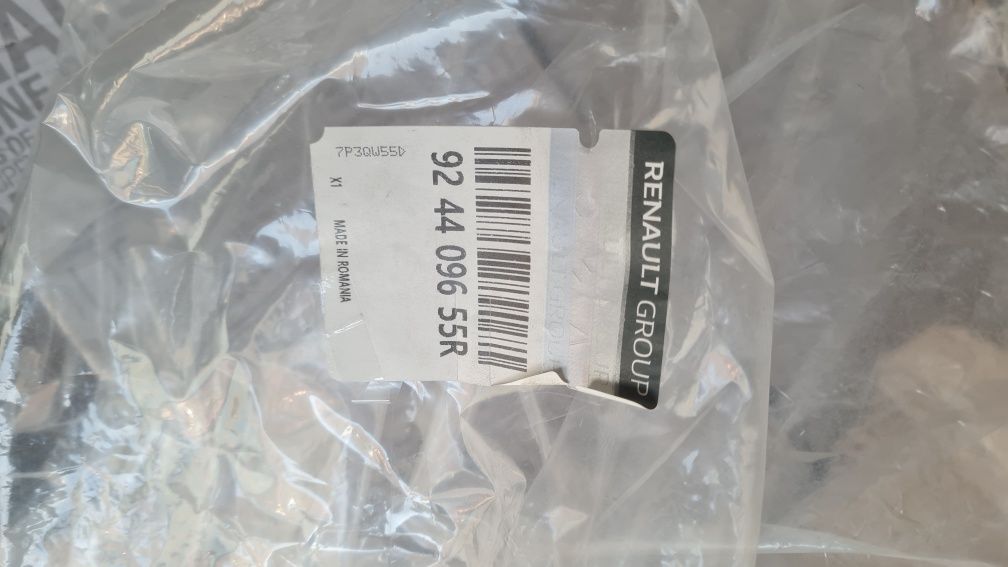 RENAULT GROUP
92 44 096 55R
7P3QW55D
X1 MADE IN ROMANIA